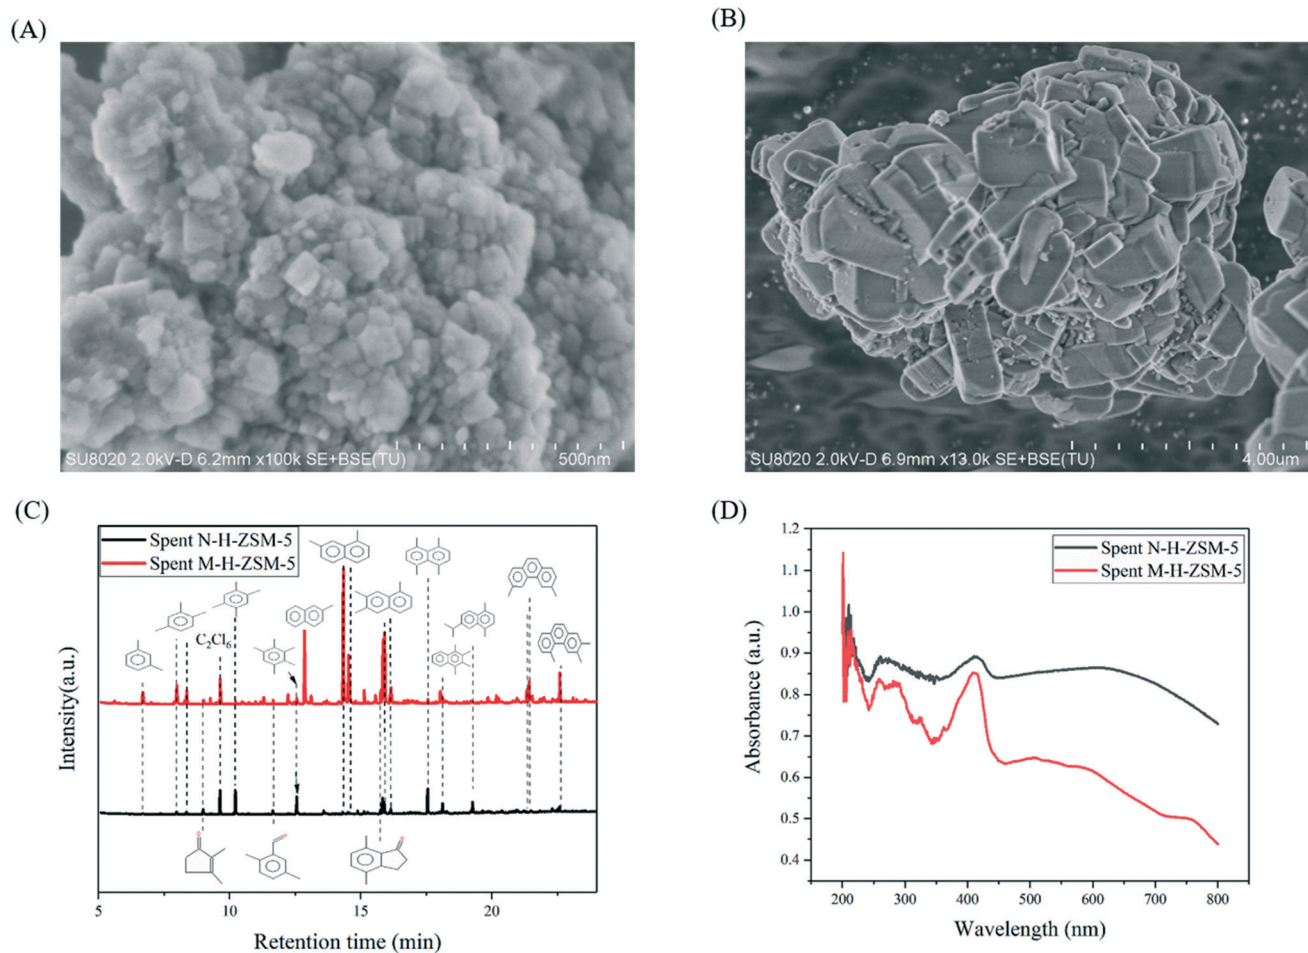 (A)
(B)
SU8020 2.0kV-D 6.2mm x100k SE+BSE(TU)
500nm
SU8020 2.0kV-D 6.9mm x13.0k SE+BSE(TU)
4.00um
(C)
Spent N-H-ZSM-5
Spent M-H-ZSM-5
C₂Cl₆
O
O
O
Intensity(a.u.)
5
10
15
20
Retention time (min)
(D)
Spent N-H-ZSM-5
Spent M-H-ZSM-5
Absorbance (a.u.)
1.2
1.1
1.0
0.9
0.8
0.7
0.6
0.5
0.4
200
300
400
500
600
700
800
Wavelength (nm)